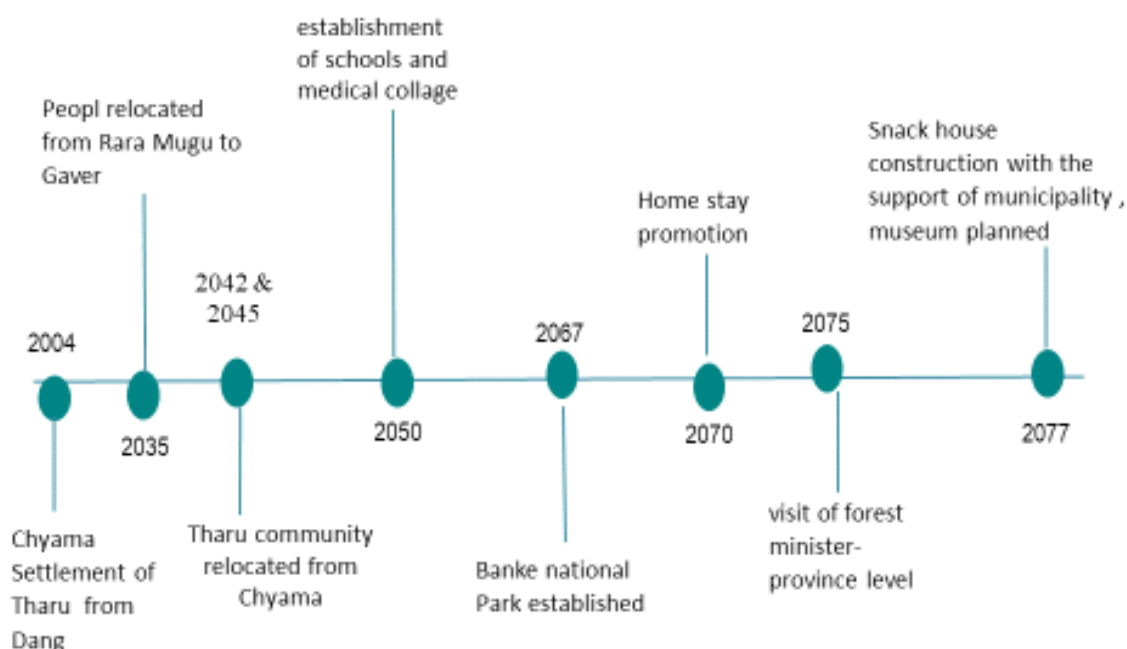 establishment
of schools and
medical collage
Peopl relocated
from Rara Mugu to
Gaver
Snack house
construction with the
support of municipality ,
museum planned
Home stay
promotion
2042 &
2045
2004
2067
2075
2035
2050
2070
2077
Chyama
Settlement of
Tharu from
Dang
Tharu community
relocated from
Chyama
Banke national
Park established
visit of forest
minister-
province level